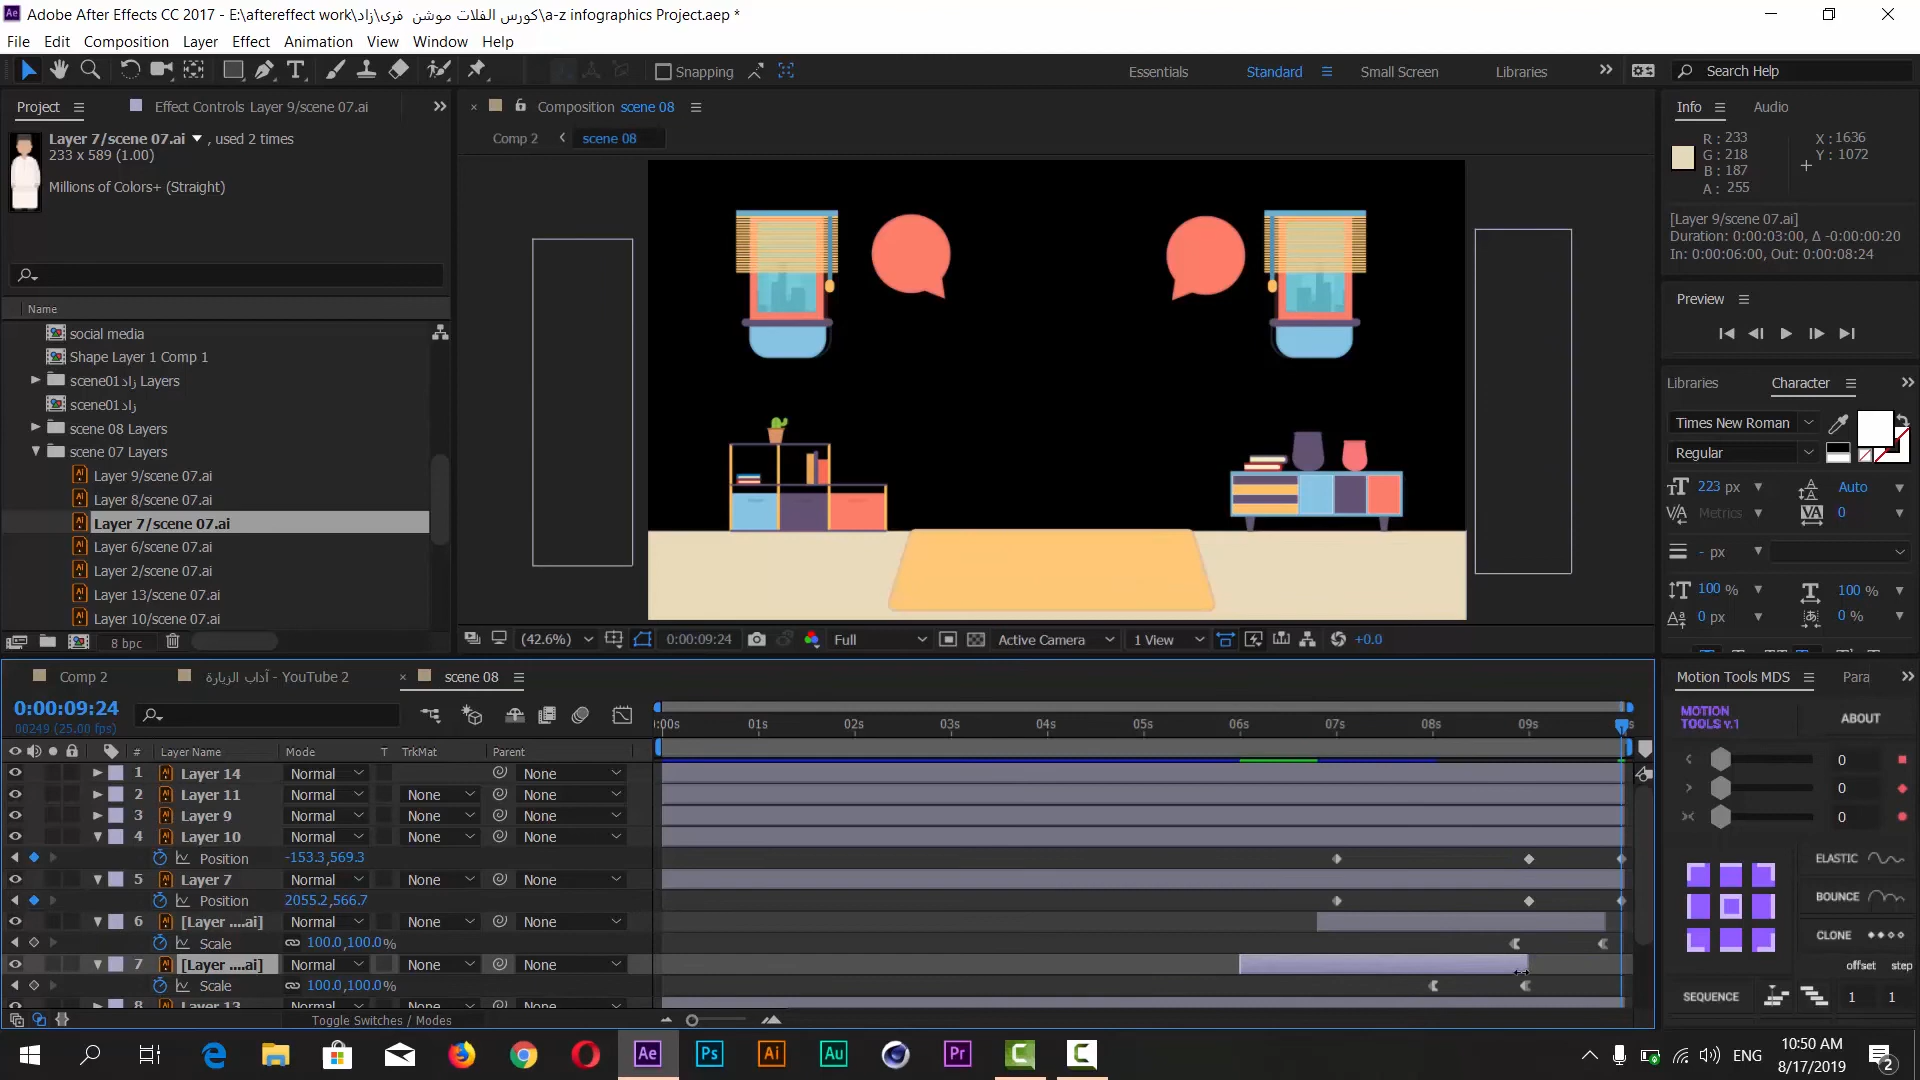 Adobe After Effects CC 2017 - E:\aftereffect work\كورس الفلات موشن فرى\زاد\a-z infographics Project.aep *
File Edit Composition Layer Effect Animation View Window Help
Snapping Essentials Standard Small Screen Libraries Search Help
Project Effect Controls Layer 9/scene 07.ai
Composition scene 08
Info Audio
Layer 7/scene 07.ai , used 2 times
233 x 589 (1.00)
Millions of Colors+ (Straight)
Comp 2 scene 08
R : 233
G : 218
B : 187
A : 255
X : 1636
Y : 1072
[Layer 9/scene 07.ai]
Duration: 0:00:03:00, Δ -0:00:00:20
In: 0:00:06:00, Out: 0:00:08:24
Preview
Name
social media
Shape Layer 1 Comp 1
scene01زاد Layers
scene01زاد
scene 08 Layers
scene 07 Layers
Layer 9/scene 07.ai
Layer 8/scene 07.ai
Layer 7/scene 07.ai
Layer 6/scene 07.ai
Layer 2/scene 07.ai
Layer 13/scene 07.ai
Layer 10/scene 07.ai
8 bpc
Libraries Character
Times New Roman
Regular
223 px Auto
Metrics 0
- px
100 % 100 %
0 px 0 %
(42.6%) 0:00:09:24 Full Active Camera 1 View +0.0
Comp 2 آداب الزيارة - YouTube 2 scene 08
0:00:09:24
00249 (25.00 fps)
:00s 01s 02s 03s 04s 05s 06s 07s 08s 09s
# Layer Name Mode T TrkMat Parent
1 Layer 14 Normal None
2 Layer 11 Normal None None
3 Layer 9 Normal None None
4 Layer 10 Normal None None
Position -153.3,569.3
5 Layer 7 Normal None None
Position 2055.2,566.7
6 [Layer ....ai] Normal None None
Scale 100.0,100.0%
7 [Layer ....ai] Normal None None
Scale 100.0,100.0%
8 Layer 13 Normal None None
Toggle Switches / Modes
Motion Tools MDS Para
MOTION
TOOLS v.1
ABOUT
0
0
0
ELASTIC
BOUNCE
CLONE
offset step
SEQUENCE 1 1
Ae Ps Ai Au Pr
ENG
10:50 AM
8/17/2019
2